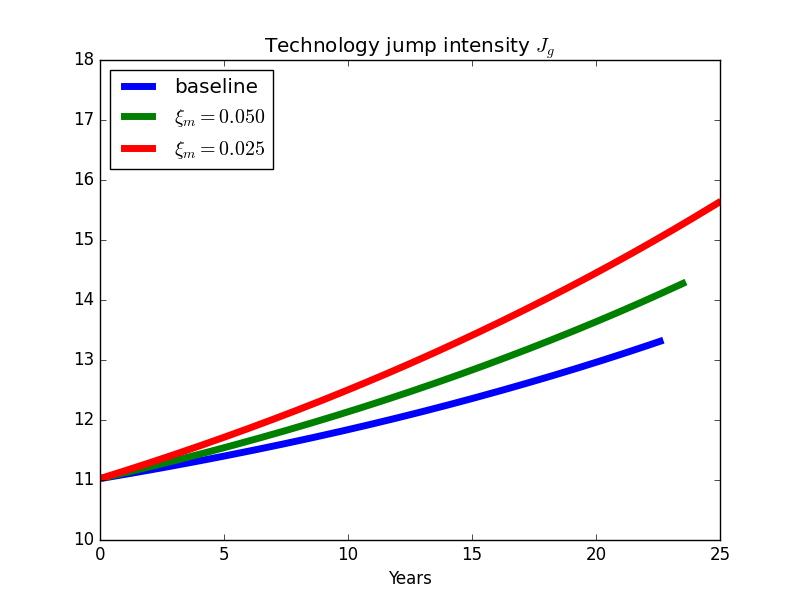 Technology jump intensity J_g
18
17
16
15
14
13
12
11
10
baseline
ξ_m = 0.050
ξ_m = 0.025
0 5 10 15 20 25
Years